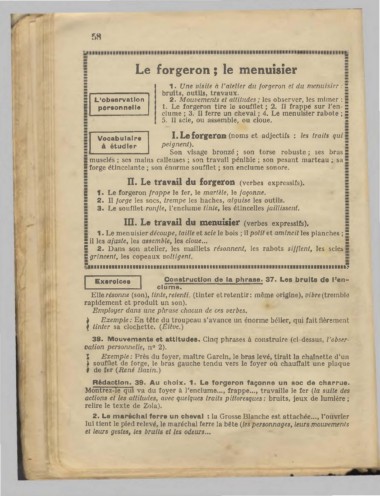 58
Le forgeron ; le menuisier
L'observation
personnelle
1. Une visite à l'atelier du forgeron et du menuisier
bruits, outils, travaux.
2. Mouvements et attitudes ; les observer, les mimer :
1. Le forgeron tire le soufflet ; 2. Il frappe sur l'en-
clume ; 3. Il ferre un cheval ; 4. Le menuisier rabote ;
5. Il scie, ou assemble, ou cloue.
Vocabulaire
à étudier
I. Le forgeron (noms et adjectifs : les traits qui
peignent).
Son visage bronzé ; son torse robuste ; ses bras
musclés ; ses mains calleuses ; son travail pénible ; son pesant marteau ; sa
forge étincelante ; son énorme soufflet ; son enclume sonore.
II. Le travail du forgeron (verbes expressifs).
1. Le forgeron frappe le fer, le martèle, le façonne.
2. Il forge les socs, trempe les haches, aiguise les outils.
3. Le soufflet ronfle, l'enclume tinte, les étincelles jaillissent.
III. Le travail du menuisier (verbes expressifs).
1. Le menuisier découpe, taille et scie le bois ; il polit et amincit les planches ;
il les ajuste, les assemble, les cloue...
2. Dans son atelier, les maillets résonnent, les rabots sifflent, les scies
grincent, les copeaux voltigent.
Exercices
Construction de la phrase. 37. Les bruits de l'en-
clume.
Elle résonne (son), tinte, retentit. (tinter et retentir : même origine), vibre (tremble
rapidement et produit un son).
Employer dans une phrase chacun de ces verbes.
Exemple : En tête du troupeau s'avance un énorme bélier, qui fait fièrement
tinter sa clochette. (Élève.)
38. Mouvements et attitudes. Cinq phrases à construire (ci-dessus, l'obser-
vation personnelle, n° 2).
Exemple : Près du foyer, maître Garcin, le bras levé, tirait la chaînette d'un
soufflet de forge, le bras gauche tendu vers le foyer où chauffait une plaque
de fer (René Bazin.)
Rédaction. 39. Au choix. 1. Le forgeron façonne un soc de charrue.
Montrez-le qui va du foyer à l'enclume..., frappe..., travaille le fer (la suite des
actions et les attitudes, avec quelques traits pittoresques : bruits, jeux de lumière ;
relire le texte de Zola).
2. Le maréchal ferre un cheval : la Grosse Blanche est attachée..., l'ouvrier
lui tient le pied relevé, le maréchal ferre la bête (les personnages, leurs mouvements
et leurs gestes, les bruits et les odeurs...